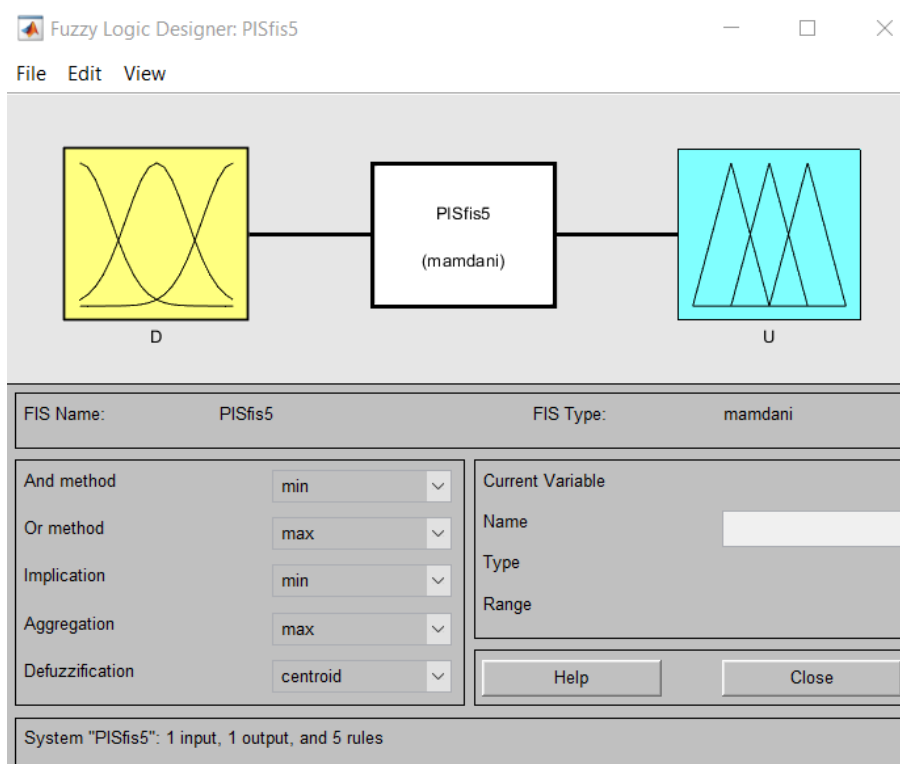 Fuzzy Logic Designer: PISfis5
File Edit View
PISfis5
(mamdani)
D
U
FIS Name: PISfis5 FIS Type: mamdani
And method min
Or method max
Implication min
Aggregation max
Defuzzification centroid
Current Variable
Name
Type
Range
Help Close
System "PISfis5": 1 input, 1 output, and 5 rules